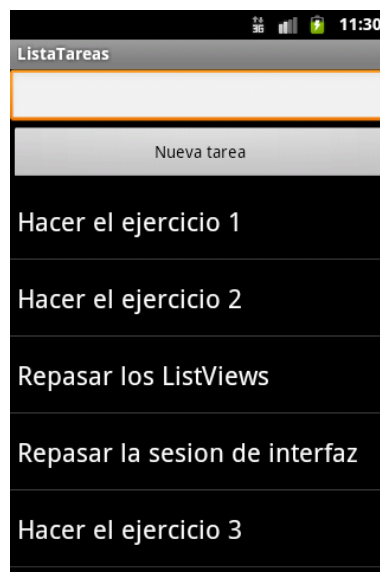 3G 11:30
ListaTareas
Nueva tarea
Hacer el ejercicio 1
Hacer el ejercicio 2
Repasar los ListViews
Repasar la sesion de interfaz
Hacer el ejercicio 3